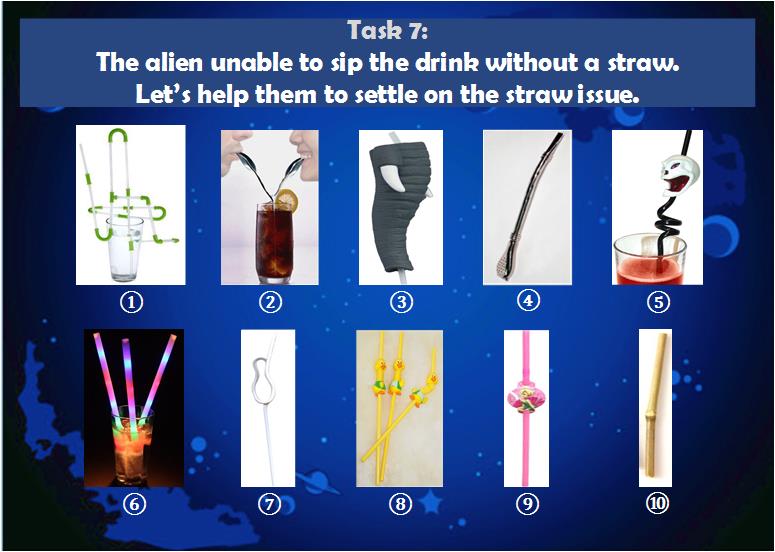 Task 7:
The alien unable to sip the drink without a straw.
Let's help them to settle on the straw issue.
① ② ③ ④ ⑤
⑥ ⑦ ⑧ ⑨ ⑩